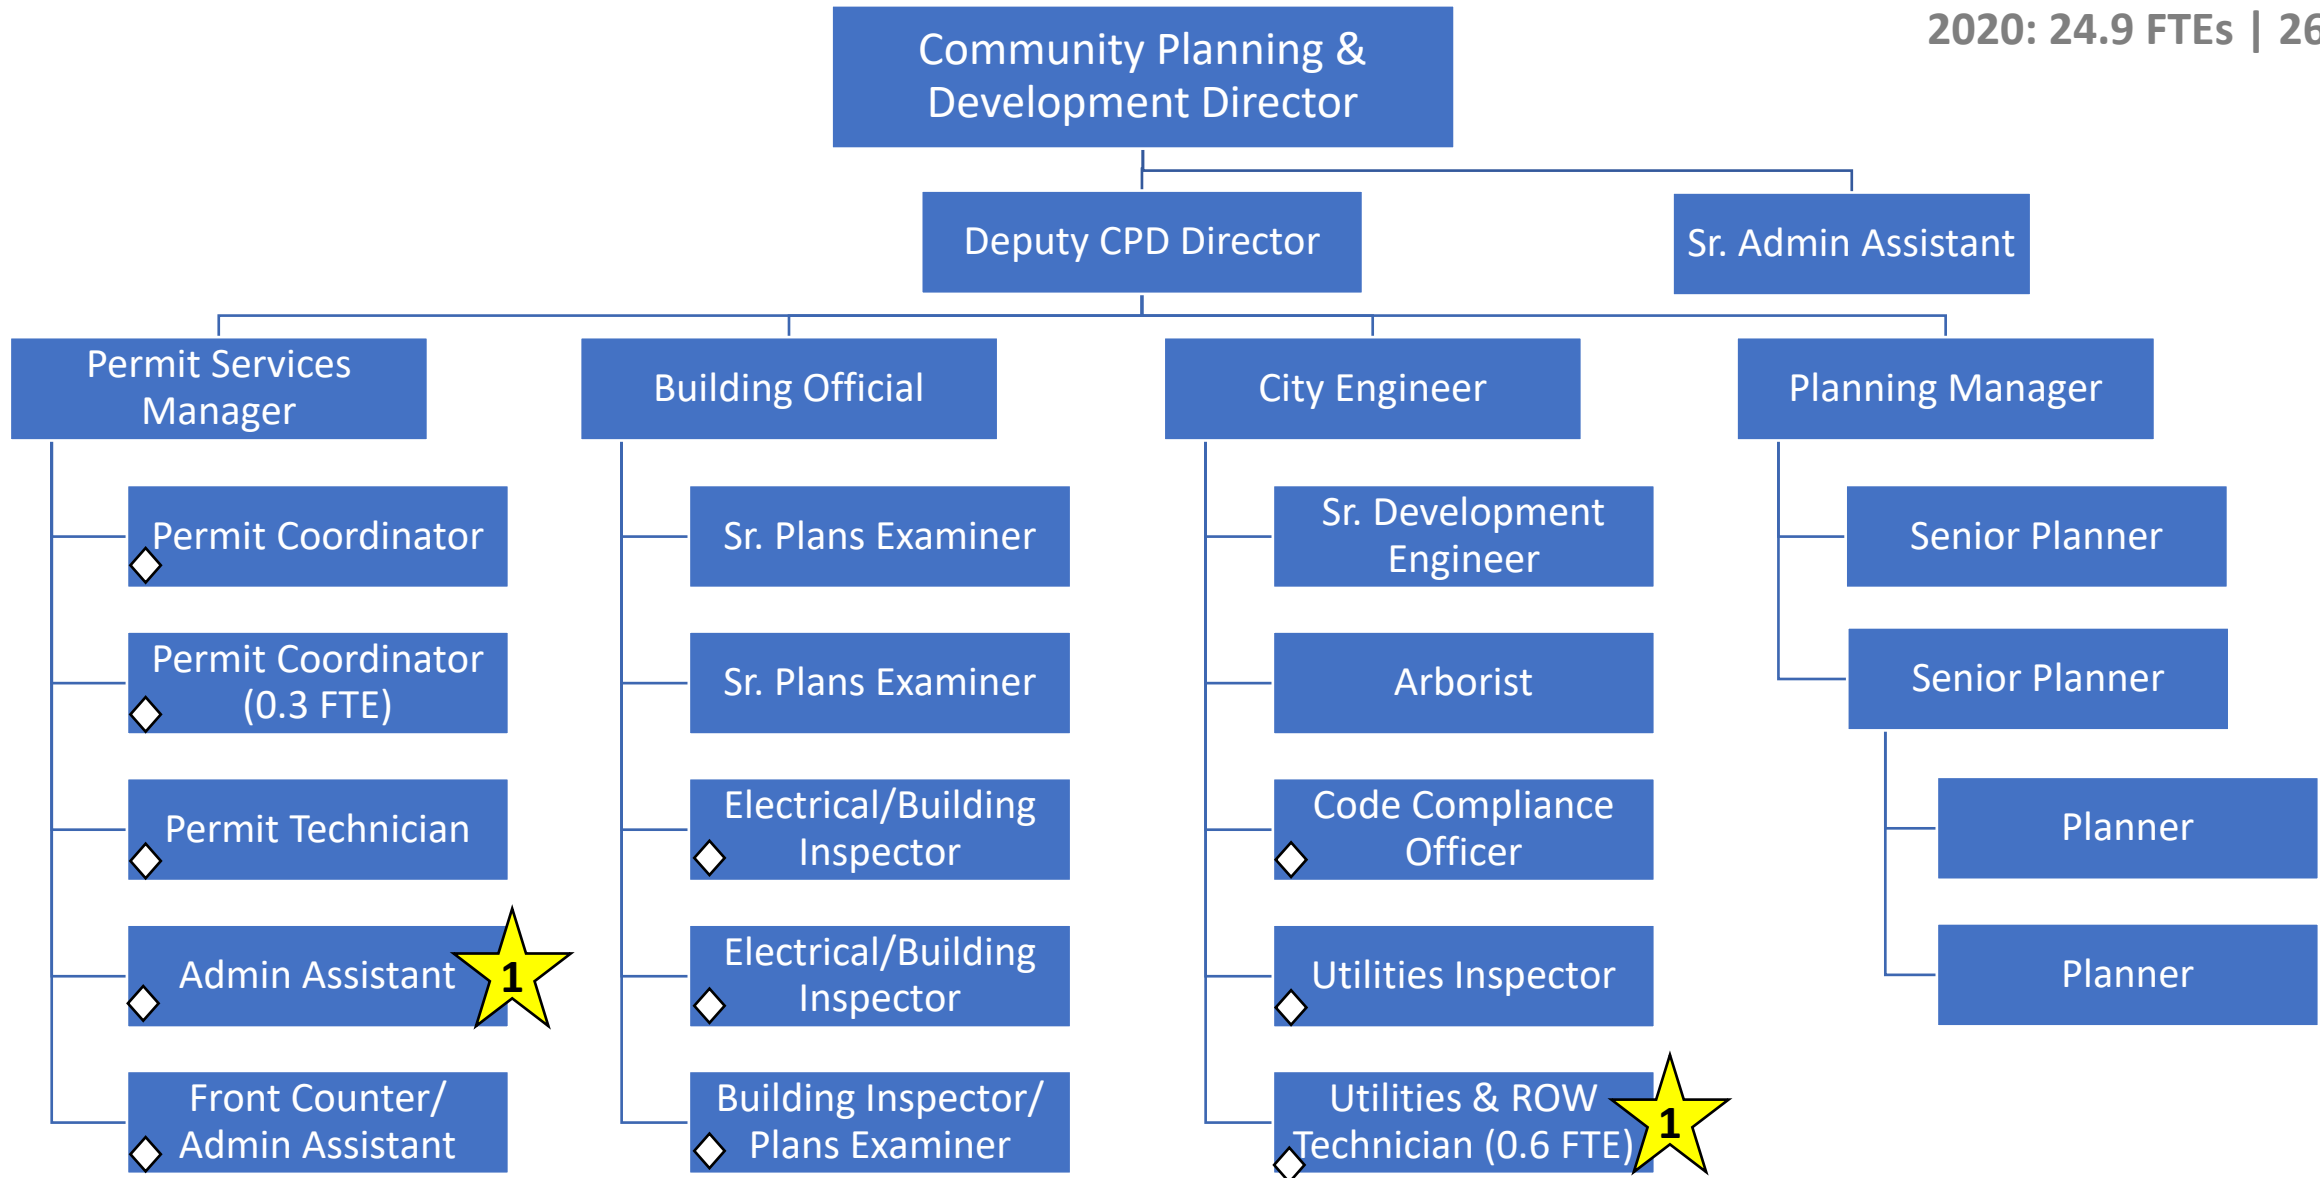 2020: 24.9 FTEs | 26
Community Planning &
Development Director
Deputy CPD Director
Sr. Admin Assistant
Permit Services
Manager
Building Official
City Engineer
Planning Manager
Permit Coordinator
Permit Coordinator
(0.3 FTE)
Permit Technician
Admin Assistant
1
Front Counter/
Admin Assistant
Sr. Plans Examiner
Sr. Plans Examiner
Electrical/Building
Inspector
Electrical/Building
Inspector
Building Inspector/
Plans Examiner
Sr. Development
Engineer
Arborist
Code Compliance
Officer
Utilities Inspector
Utilities & ROW
Technician (0.6 FTE)
1
Senior Planner
Senior Planner
Planner
Planner